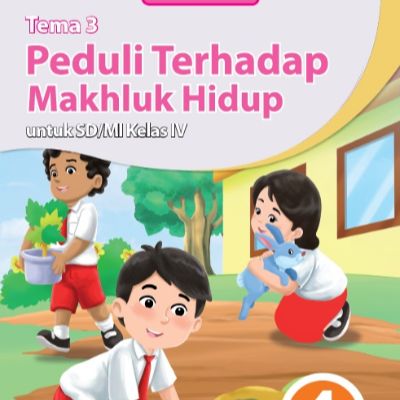 Tema 3
Peduli Terhadap
Makhluk Hidup
untuk SD/MI Kelas IV